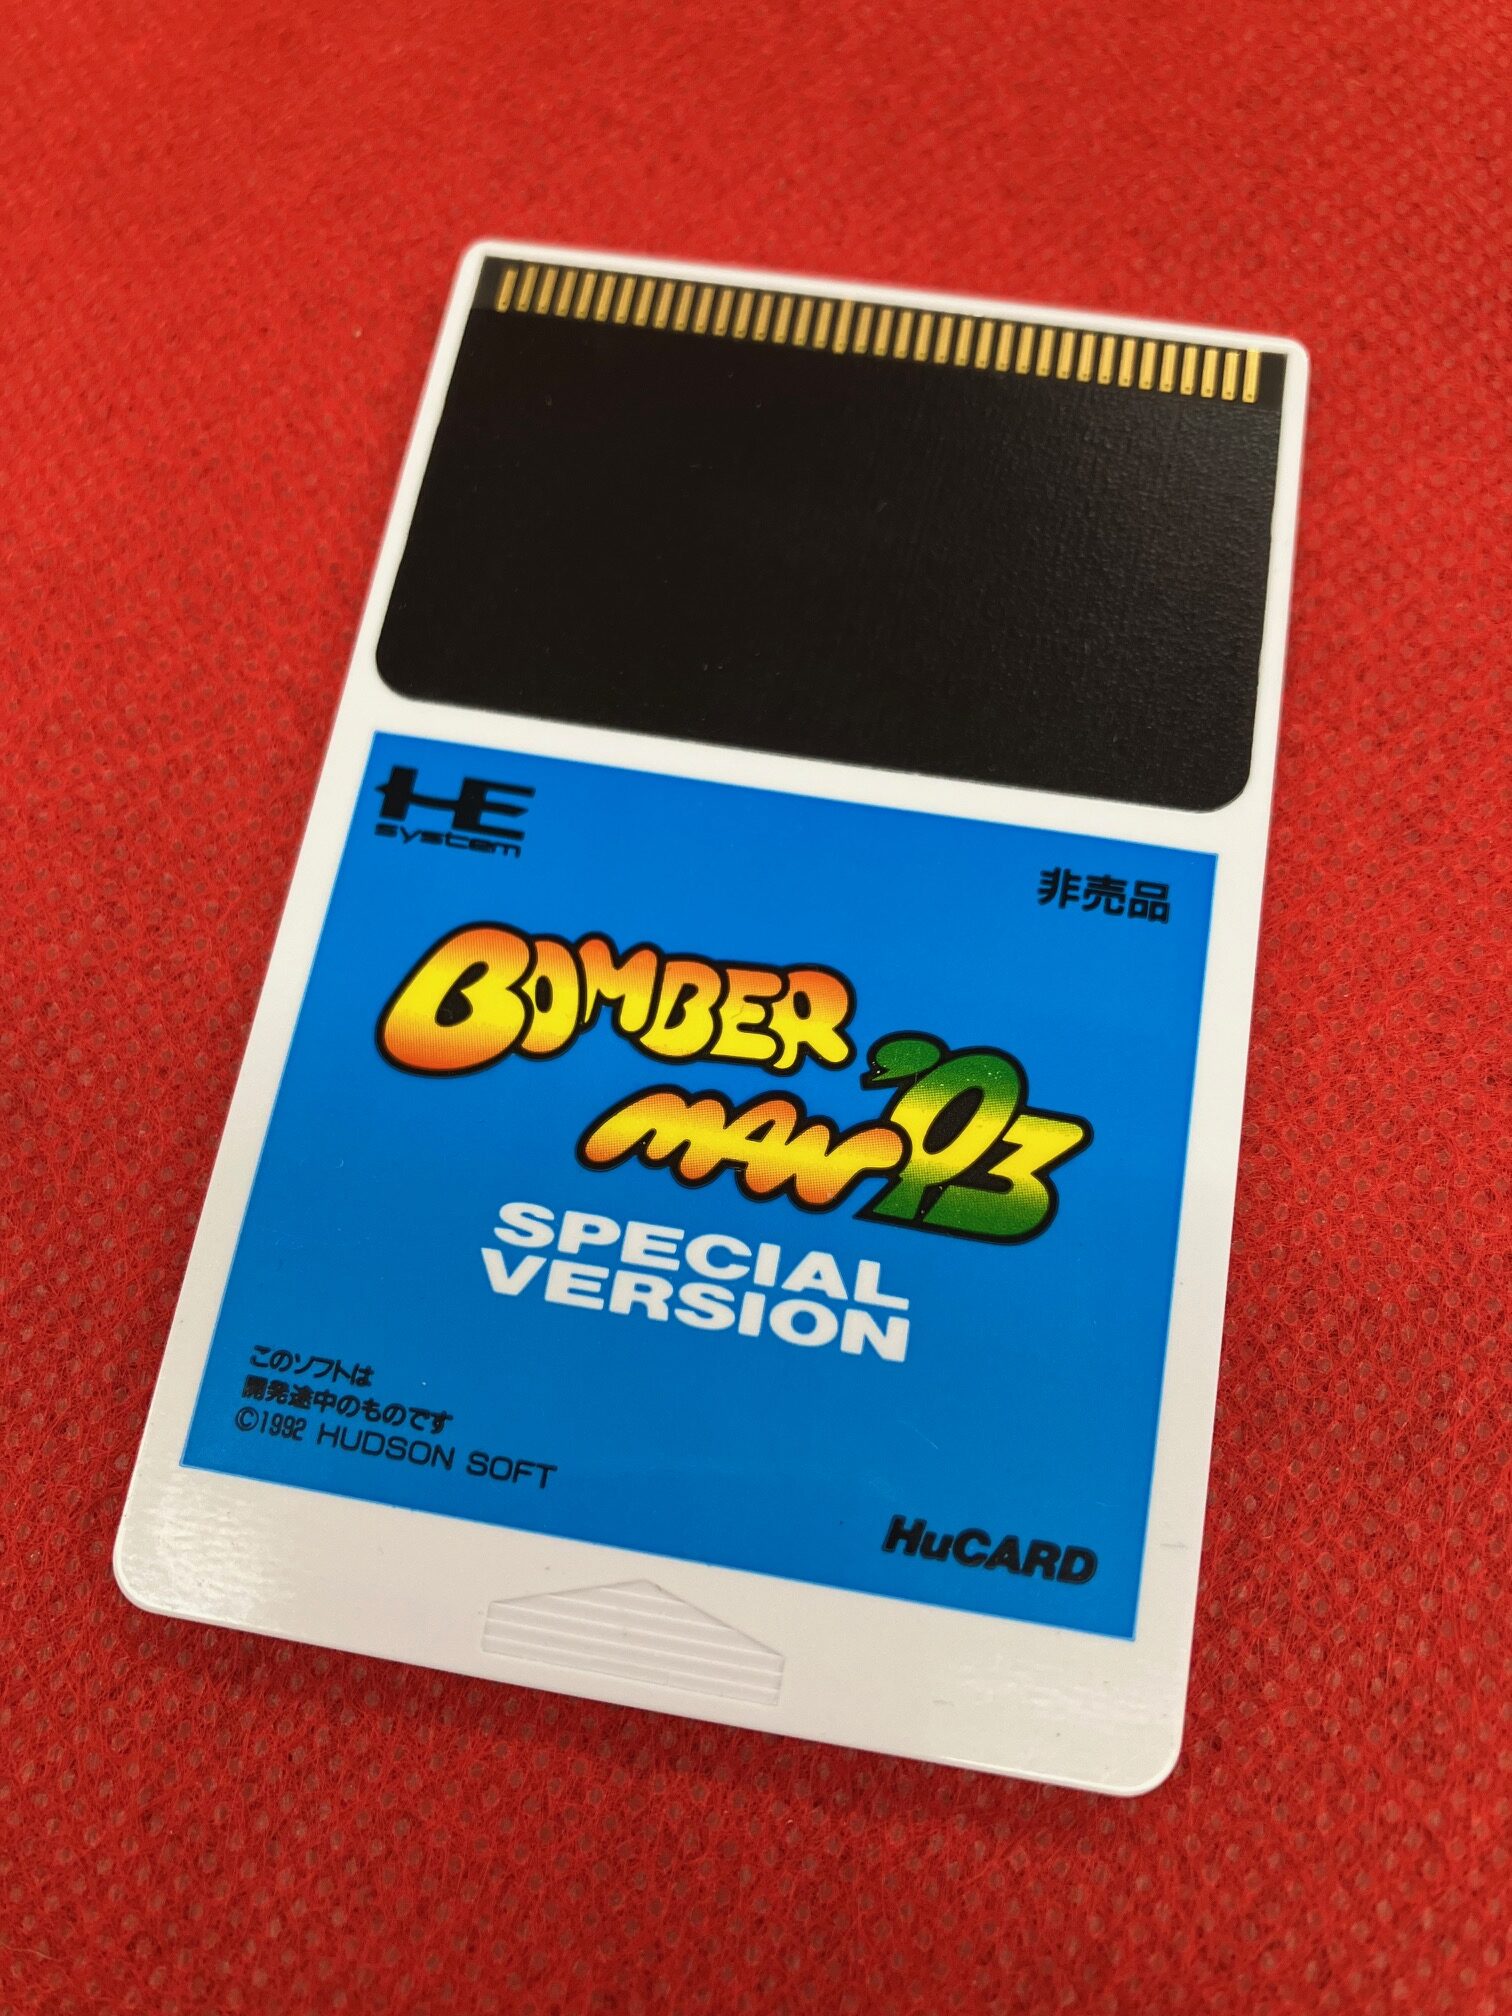 HE
system
非売品
BOMBER
MAN '93
SPECIAL
VERSION
このソフトは
開発途中のものです
©1992 HUDSON SOFT
HuCARD